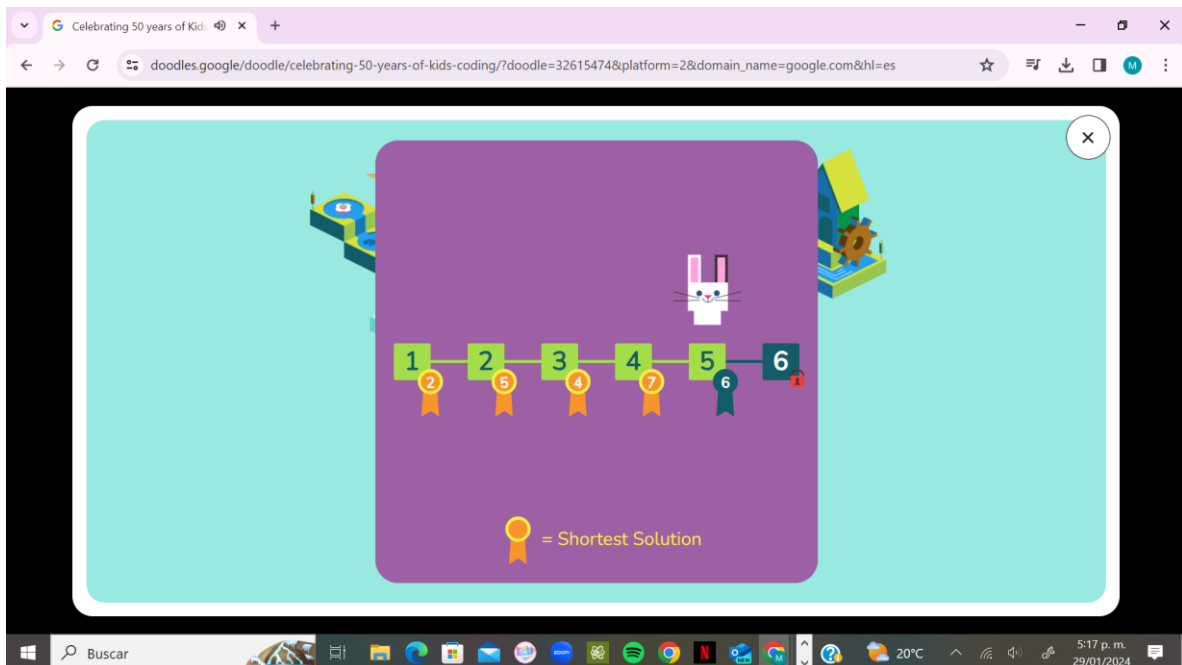 Celebrating 50 years of Kids
doodles.google/doodle/celebrating-50-years-of-kids-coding/?doodle=32615474&platform=2&domain_name=google.com&hl=es
M
1 2 3 4 5 6
2 5 4 7 6
= Shortest Solution
Buscar
zoom
N
M
20°C
5:17 p. m.
29/01/2024